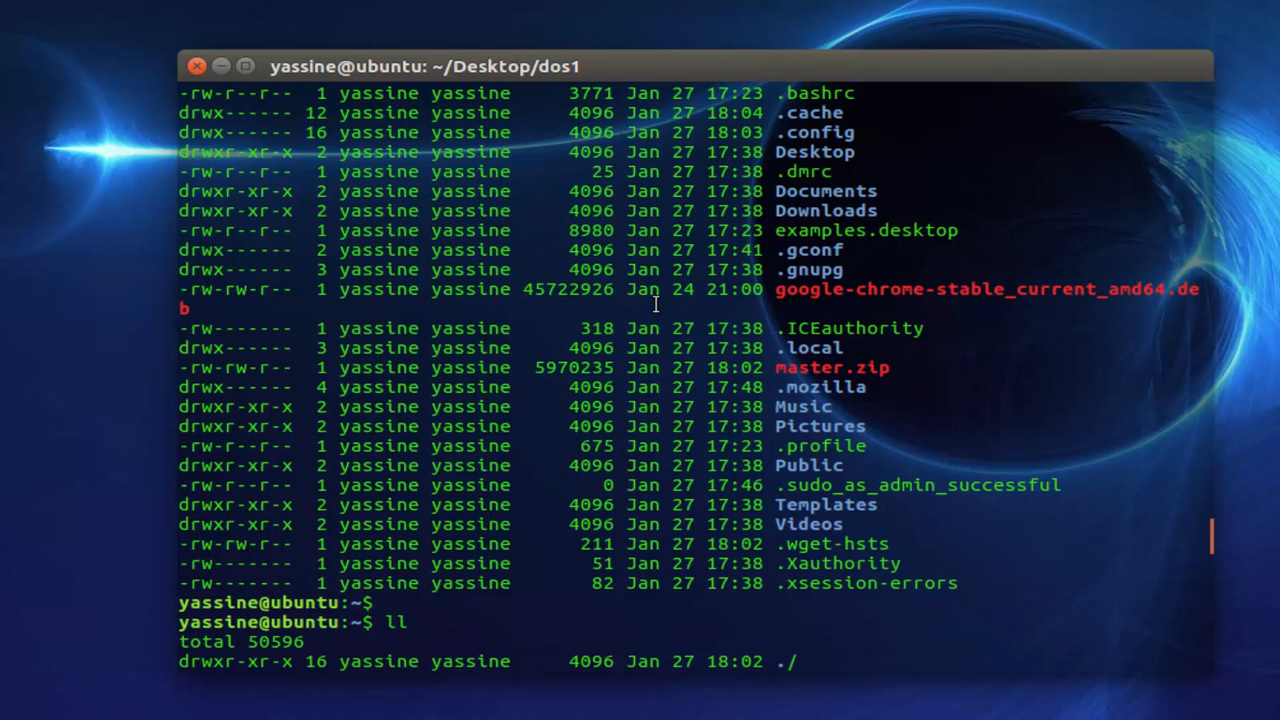 yassine@ubuntu: ~/Desktop/dos1
-rw-r--r-- 1 yassine yassine 3771 Jan 27 17:23 .bashrc
drwx------ 12 yassine yassine 4096 Jan 27 18:04 .cache
drwx------ 16 yassine yassine 4096 Jan 27 18:03 .config
drwxr-xr-x 2 yassine yassine 4096 Jan 27 17:38 Desktop
-rw-r--r-- 1 yassine yassine 25 Jan 27 17:38 .dmrc
drwxr-xr-x 2 yassine yassine 4096 Jan 27 17:38 Documents
drwxr-xr-x 2 yassine yassine 4096 Jan 27 17:38 Downloads
-rw-r--r-- 1 yassine yassine 8980 Jan 27 17:23 examples.desktop
drwx------ 2 yassine yassine 4096 Jan 27 17:41 .gconf
drwx------ 3 yassine yassine 4096 Jan 27 17:38 .gnupg
-rw-rw-r-- 1 yassine yassine 45722926 Jan 24 21:00 google-chrome-stable_current_amd64.de
b
-rw------- 1 yassine yassine 318 Jan 27 17:38 .ICEauthority
drwx------ 3 yassine yassine 4096 Jan 27 17:38 .local
-rw-rw-r-- 1 yassine yassine 5970235 Jan 27 18:02 master.zip
drwx------ 4 yassine yassine 4096 Jan 27 17:48 .mozilla
drwxr-xr-x 2 yassine yassine 4096 Jan 27 17:38 Music
drwxr-xr-x 2 yassine yassine 4096 Jan 27 17:38 Pictures
-rw-r--r-- 1 yassine yassine 675 Jan 27 17:23 .profile
drwxr-xr-x 2 yassine yassine 4096 Jan 27 17:38 Public
-rw-r--r-- 1 yassine yassine 0 Jan 27 17:46 .sudo_as_admin_successful
drwxr-xr-x 2 yassine yassine 4096 Jan 27 17:38 Templates
drwxr-xr-x 2 yassine yassine 4096 Jan 27 17:38 Videos
-rw-rw-r-- 1 yassine yassine 211 Jan 27 18:02 .wget-hsts
-rw------- 1 yassine yassine 51 Jan 27 17:38 .Xauthority
-rw------- 1 yassine yassine 82 Jan 27 17:38 .xsession-errors
yassine@ubuntu:~$
yassine@ubuntu:~$ ll
total 50596
drwxr-xr-x 16 yassine yassine 4096 Jan 27 18:02 ./